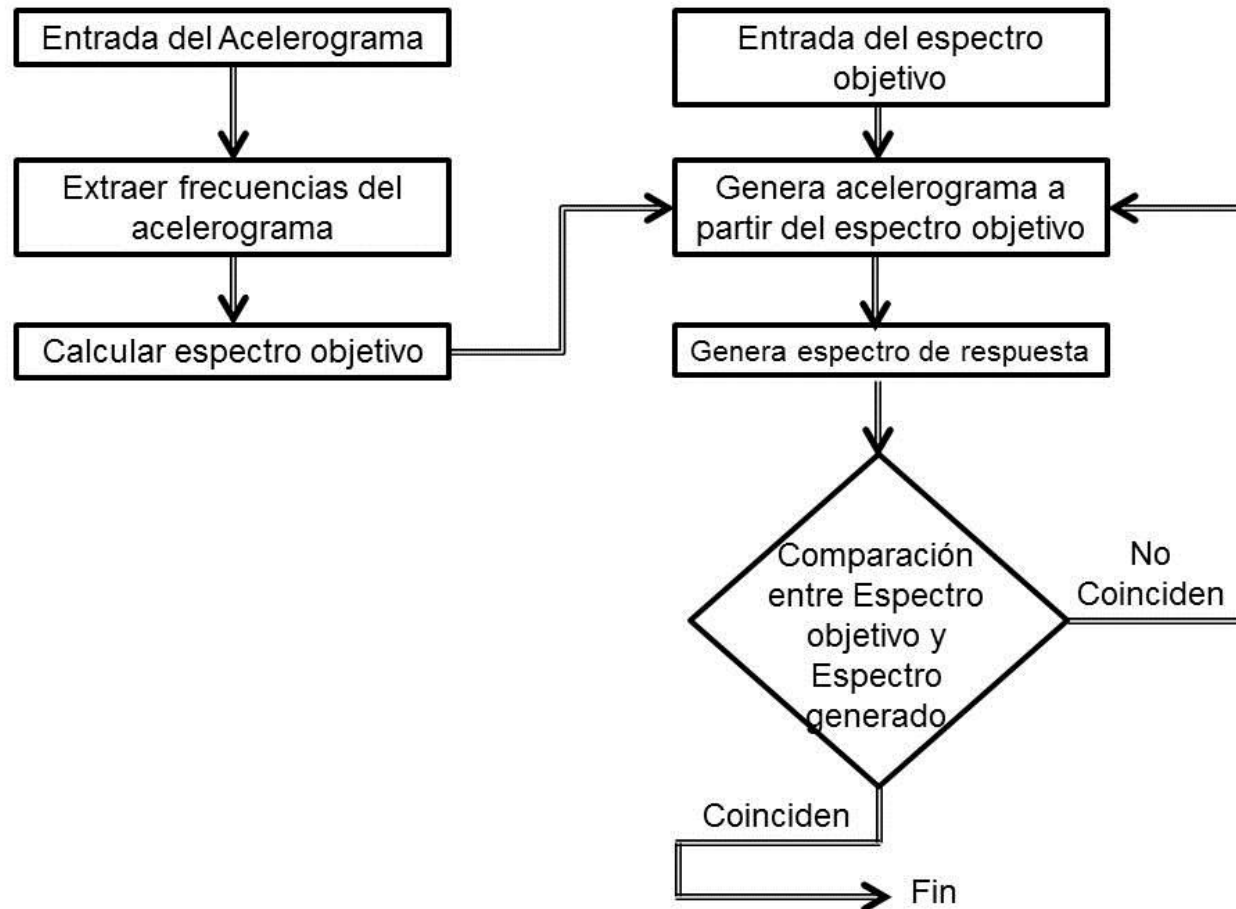 Entrada del Acelerograma
Extraer frecuencias del
acelerograma
Calcular espectro objetivo
Entrada del espectro
objetivo
Genera acelerograma a
partir del espectro objetivo
Genera espectro de respuesta
Comparación
entre Espectro
objetivo y
Espectro
generado
No
Coinciden
Coinciden
Fin